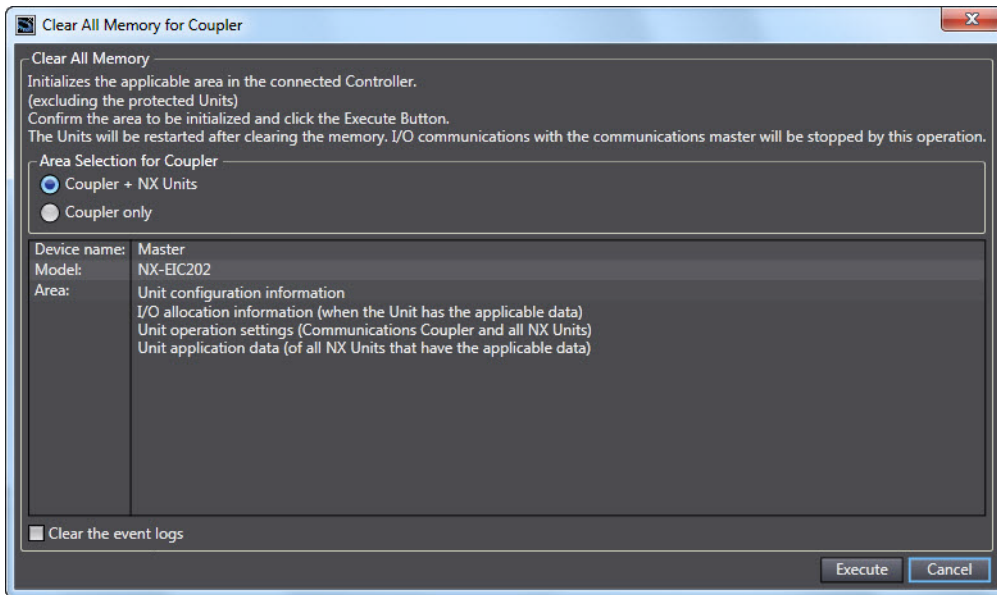 Clear All Memory for Coupler
Clear All Memory
Initializes the applicable area in the connected Controller.
(excluding the protected Units)
Confirm the area to be initialized and click the Execute Button.
The Units will be restarted after clearing the memory. I/O communications with the communications master will be stopped by this operation.
Area Selection for Coupler
Coupler + NX Units
Coupler only
Device name: Master
Model: NX-EIC202
Area: Unit configuration information
I/O allocation information (when the Unit has the applicable data)
Unit operation settings (Communications Coupler and all NX Units)
Unit application data (of all NX Units that have the applicable data)
Clear the event logs
Execute Cancel